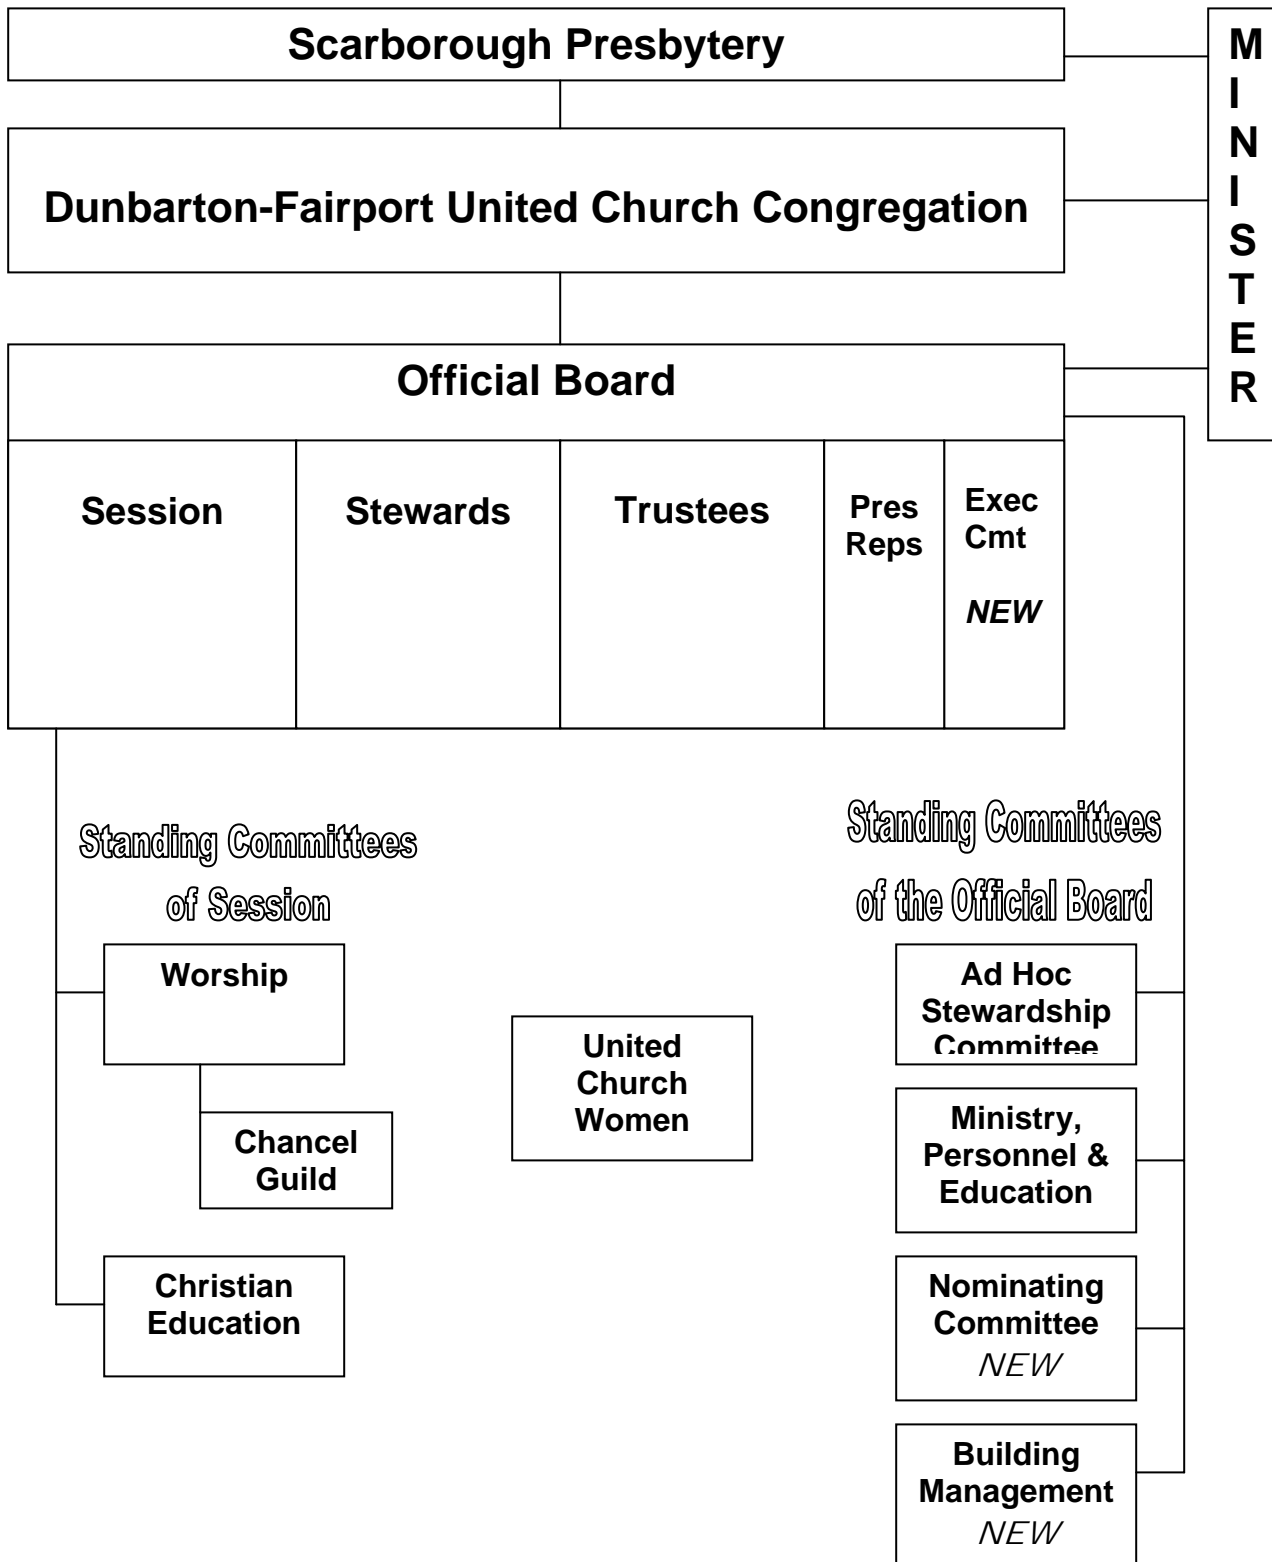 Scarborough Presbytery
M
I
N
I
S
T
E
R
Dunbarton-Fairport United Church Congregation
Official Board
Session
Stewards
Trustees
Pres
Reps
Exec
Cmt
NEW
Standing Committees
of Session
Standing Committees
of the Official Board
Worship
Chancel
Guild
Christian
Education
United
Church
Women
Ad Hoc
Stewardship
Committee
Ministry,
Personnel &
Education
Nominating
Committee
NEW
Building
Management
NEW